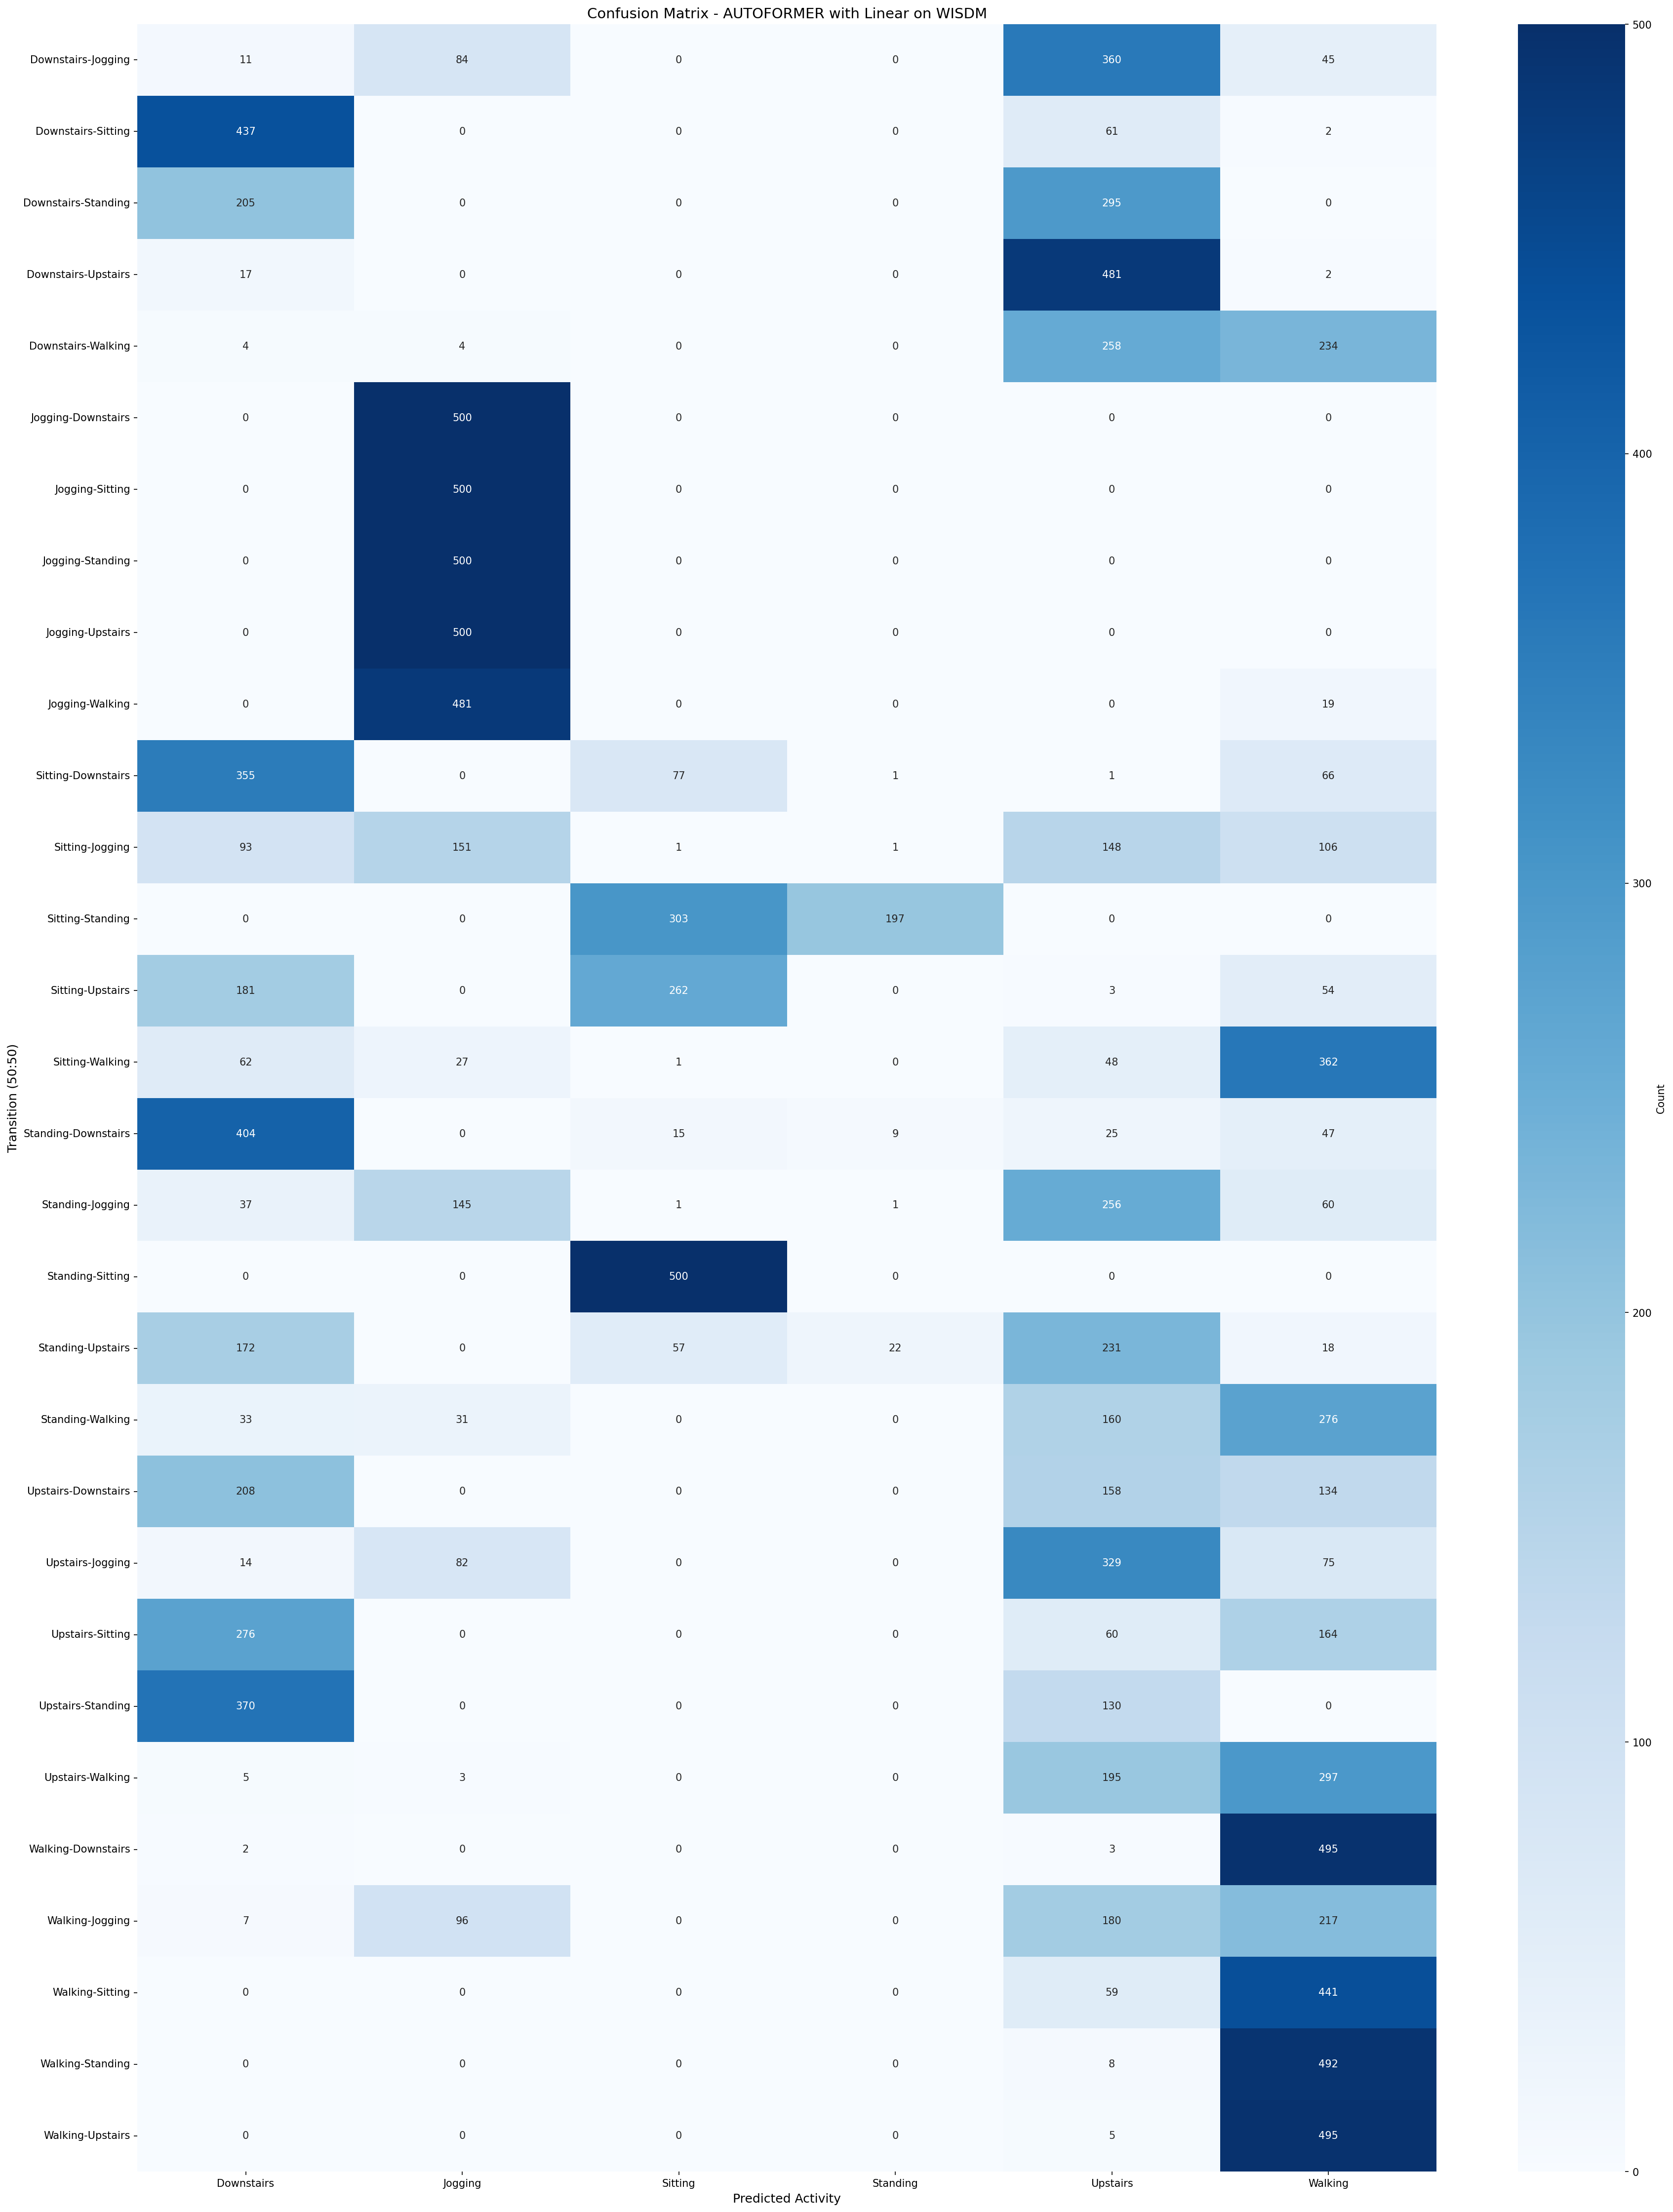 Confusion Matrix - AUTOFORMER with Linear on WISDM
Downstairs-Jogging 11 84 0 0 360 45
Downstairs-Sitting 437 0 0 0 61 2
Downstairs-Standing 205 0 0 0 295 0
Downstairs-Upstairs 17 0 0 0 481 2
Downstairs-Walking 4 4 0 0 258 234
Jogging-Downstairs 0 500 0 0 0 0
Jogging-Sitting 0 500 0 0 0 0
Jogging-Standing 0 500 0 0 0 0
Jogging-Upstairs 0 500 0 0 0 0
Jogging-Walking 0 481 0 0 0 19
Sitting-Downstairs 355 0 77 1 1 66
Sitting-Jogging 93 151 1 1 148 106
Sitting-Standing 0 0 303 197 0 0
Sitting-Upstairs 181 0 262 0 3 54
Sitting-Walking 62 27 1 0 48 362
Standing-Downstairs 404 0 15 9 25 47
Standing-Jogging 37 145 1 1 256 60
Standing-Sitting 0 0 500 0 0 0
Standing-Upstairs 172 0 57 22 231 18
Standing-Walking 33 31 0 0 160 276
Upstairs-Downstairs 208 0 0 0 158 134
Upstairs-Jogging 14 82 0 0 329 75
Upstairs-Sitting 276 0 0 0 60 164
Upstairs-Standing 370 0 0 0 130 0
Upstairs-Walking 5 3 0 0 195 297
Walking-Downstairs 2 0 0 0 3 495
Walking-Jogging 7 96 0 0 180 217
Walking-Sitting 0 0 0 0 59 441
Walking-Standing 0 0 0 0 8 492
Walking-Upstairs 0 0 0 0 5 495
Downstairs Jogging Sitting Standing Upstairs Walking
Predicted Activity
Transition (50:50)
500
400
300
200
100
0
Count